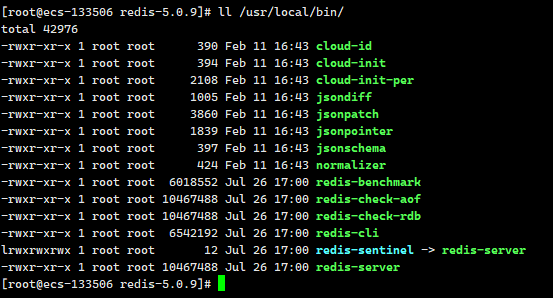 [root@ecs-133506 redis-5.0.9]# ll /usr/local/bin/
total 42976
-rwxr-xr-x 1 root root      390 Feb 11 16:43 cloud-id
-rwxr-xr-x 1 root root      394 Feb 11 16:43 cloud-init
-rwxr-xr-x 1 root root     2108 Feb 11 16:43 cloud-init-per
-rwxr-xr-x 1 root root     1005 Feb 11 16:43 jsondiff
-rwxr-xr-x 1 root root     3860 Feb 11 16:43 jsonpatch
-rwxr-xr-x 1 root root     1839 Feb 11 16:43 jsonpointer
-rwxr-xr-x 1 root root      397 Feb 11 16:43 jsonschema
-rwxr-xr-x 1 root root      424 Feb 11 16:43 normalizer
-rwxr-xr-x 1 root root  6018552 Jul 26 17:00 redis-benchmark
-rwxr-xr-x 1 root root 10467488 Jul 26 17:00 redis-check-aof
-rwxr-xr-x 1 root root 10467488 Jul 26 17:00 redis-check-rdb
-rwxr-xr-x 1 root root  6542192 Jul 26 17:00 redis-cli
lrwxrwxrwx 1 root root       12 Jul 26 17:00 redis-sentinel -> redis-server
-rwxr-xr-x 1 root root 10467488 Jul 26 17:00 redis-server
[root@ecs-133506 redis-5.0.9]#